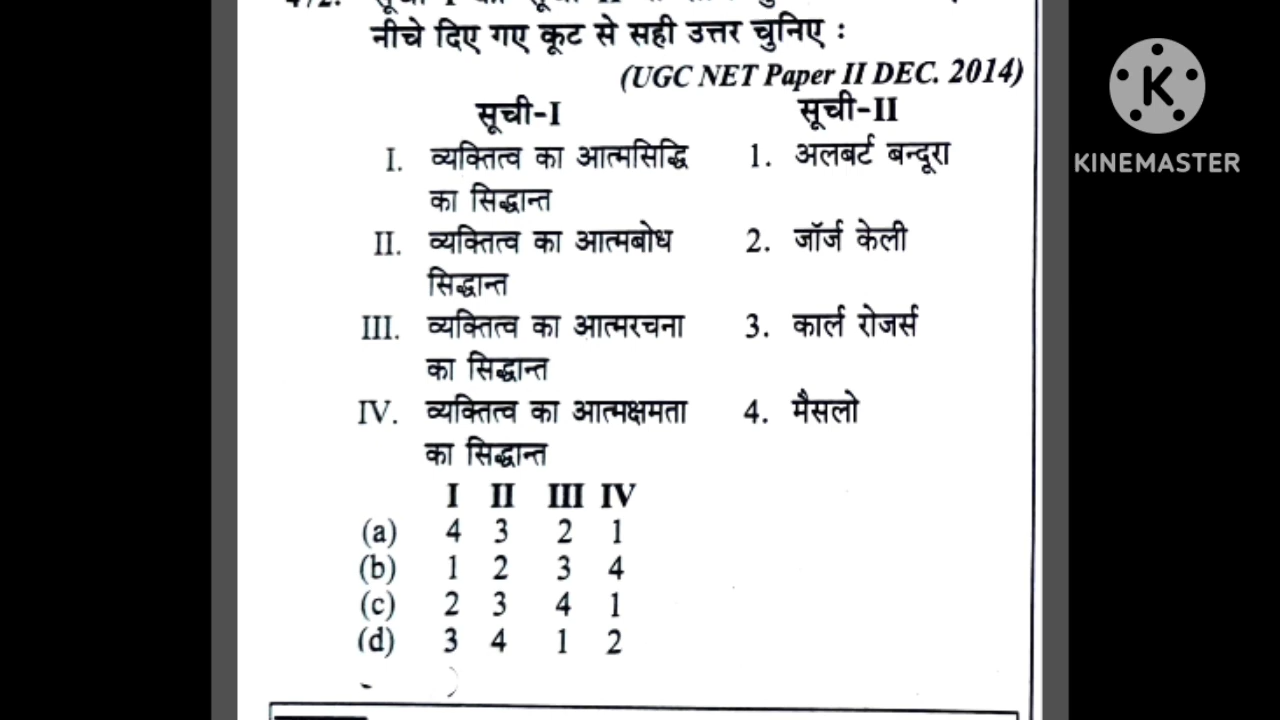 नीचे दिए गए कूट से सही उत्तर चुनिए :
(UGC NET Paper II DEC. 2014)
सूची-I सूची-II
I. व्यक्तित्व का आत्मसिद्धि 1. अलबर्ट बन्दूरा
का सिद्धान्त
II. व्यक्तित्व का आत्मबोध 2. जॉर्ज केली
सिद्धान्त
III. व्यक्तित्व का आत्मरचना 3. कार्ल रोजर्स
का सिद्धान्त
IV. व्यक्तित्व का आत्मक्षमता 4. मैसलो
का सिद्धान्त
I II III IV
(a) 4 3 2 1
(b) 1 2 3 4
(c) 2 3 4 1
(d) 3 4 1 2
K
KINEMASTER